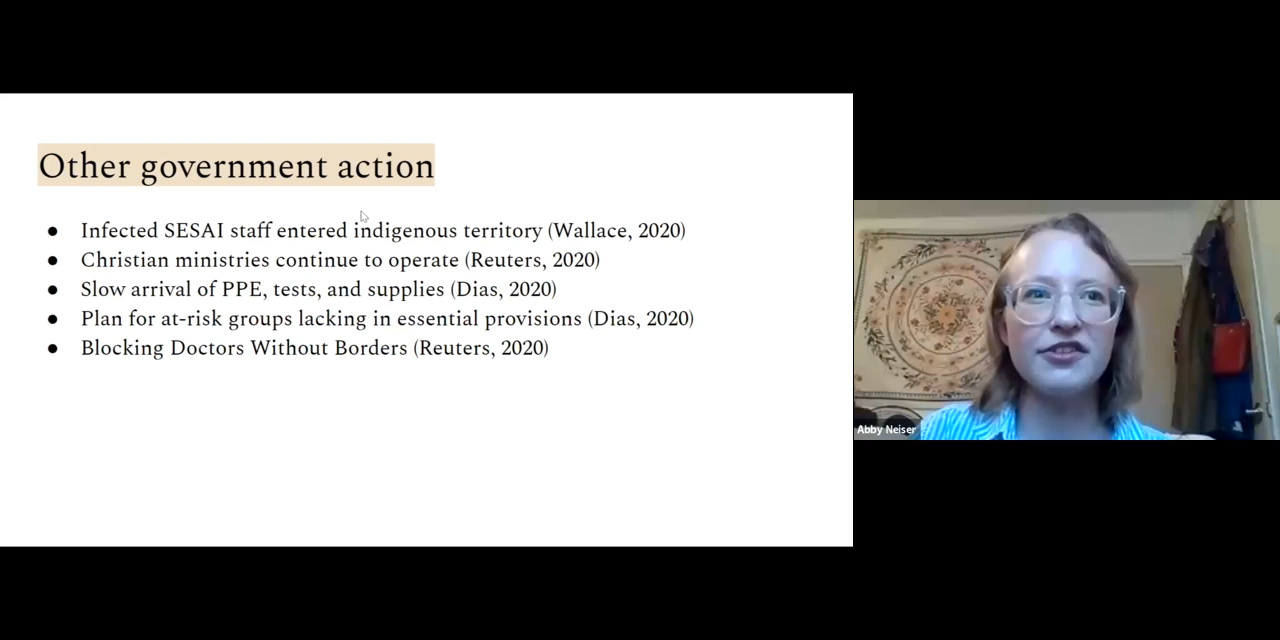 Other government action
● Infected SESAI staff entered indigenous territory (Wallace, 2020)
● Christian ministries continue to operate (Reuters, 2020)
● Slow arrival of PPE, tests, and supplies (Dias, 2020)
● Plan for at-risk groups lacking in essential provisions (Dias, 2020)
● Blocking Doctors Without Borders (Reuters, 2020)
Abby Neiser